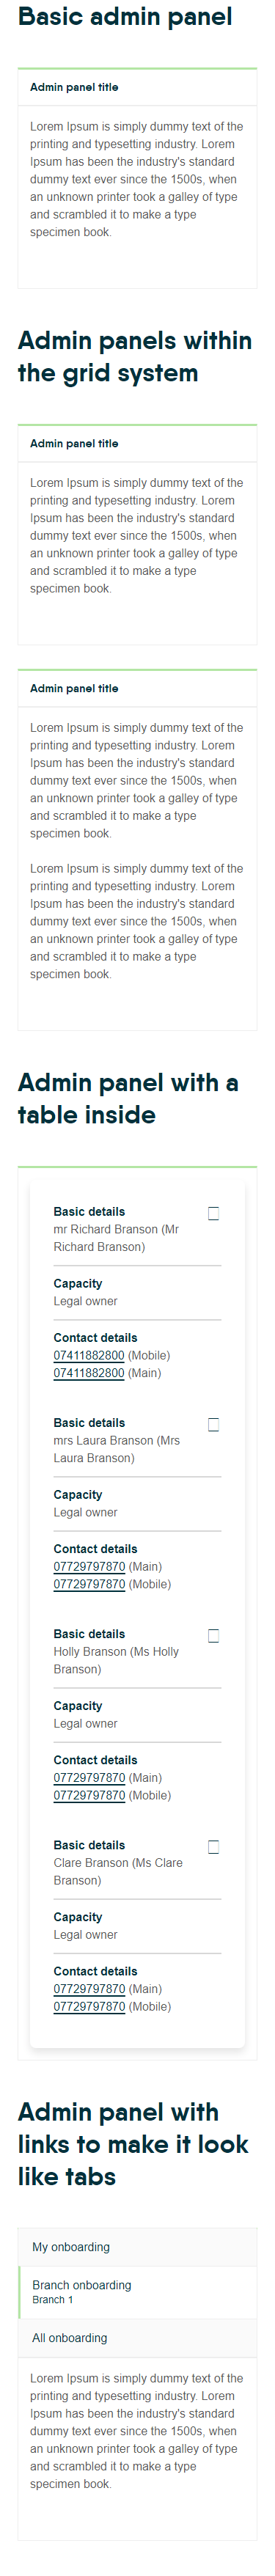 Basic admin panel
Admin panel title
Lorem Ipsum is simply dummy text of the
printing and typesetting industry. Lorem
Ipsum has been the industry's standard
dummy text ever since the 1500s, when
an unknown printer took a galley of type
and scrambled it to make a type
specimen book.
Admin panels within
the grid system
Admin panel title
Lorem Ipsum is simply dummy text of the
printing and typesetting industry. Lorem
Ipsum has been the industry's standard
dummy text ever since the 1500s, when
an unknown printer took a galley of type
and scrambled it to make a type
specimen book.
Admin panel title
Lorem Ipsum is simply dummy text of the
printing and typesetting industry. Lorem
Ipsum has been the industry's standard
dummy text ever since the 1500s, when
an unknown printer took a galley of type
and scrambled it to make a type
specimen book.
Lorem Ipsum is simply dummy text of the
printing and typesetting industry. Lorem
Ipsum has been the industry's standard
dummy text ever since the 1500s, when
an unknown printer took a galley of type
and scrambled it to make a type
specimen book.
Admin panel with a
table inside
Basic details
mr Richard Branson (Mr
Richard Branson)
Capacity
Legal owner
Contact details
07411882800 (Mobile)
07411882800 (Main)
Basic details
mrs Laura Branson (Mrs
Laura Branson)
Capacity
Legal owner
Contact details
07729797870 (Main)
07729797870 (Mobile)
Basic details
Holly Branson (Ms Holly
Branson)
Capacity
Legal owner
Contact details
07729797870 (Main)
07729797870 (Mobile)
Basic details
Clare Branson (Ms Clare
Branson)
Capacity
Legal owner
Contact details
07729797870 (Main)
07729797870 (Mobile)
Admin panel with
links to make it look
like tabs
My onboarding
Branch onboarding
Branch 1
All onboarding
Lorem Ipsum is simply dummy text of the
printing and typesetting industry. Lorem
Ipsum has been the industry's standard
dummy text ever since the 1500s, when
an unknown printer took a galley of type
and scrambled it to make a type
specimen book.